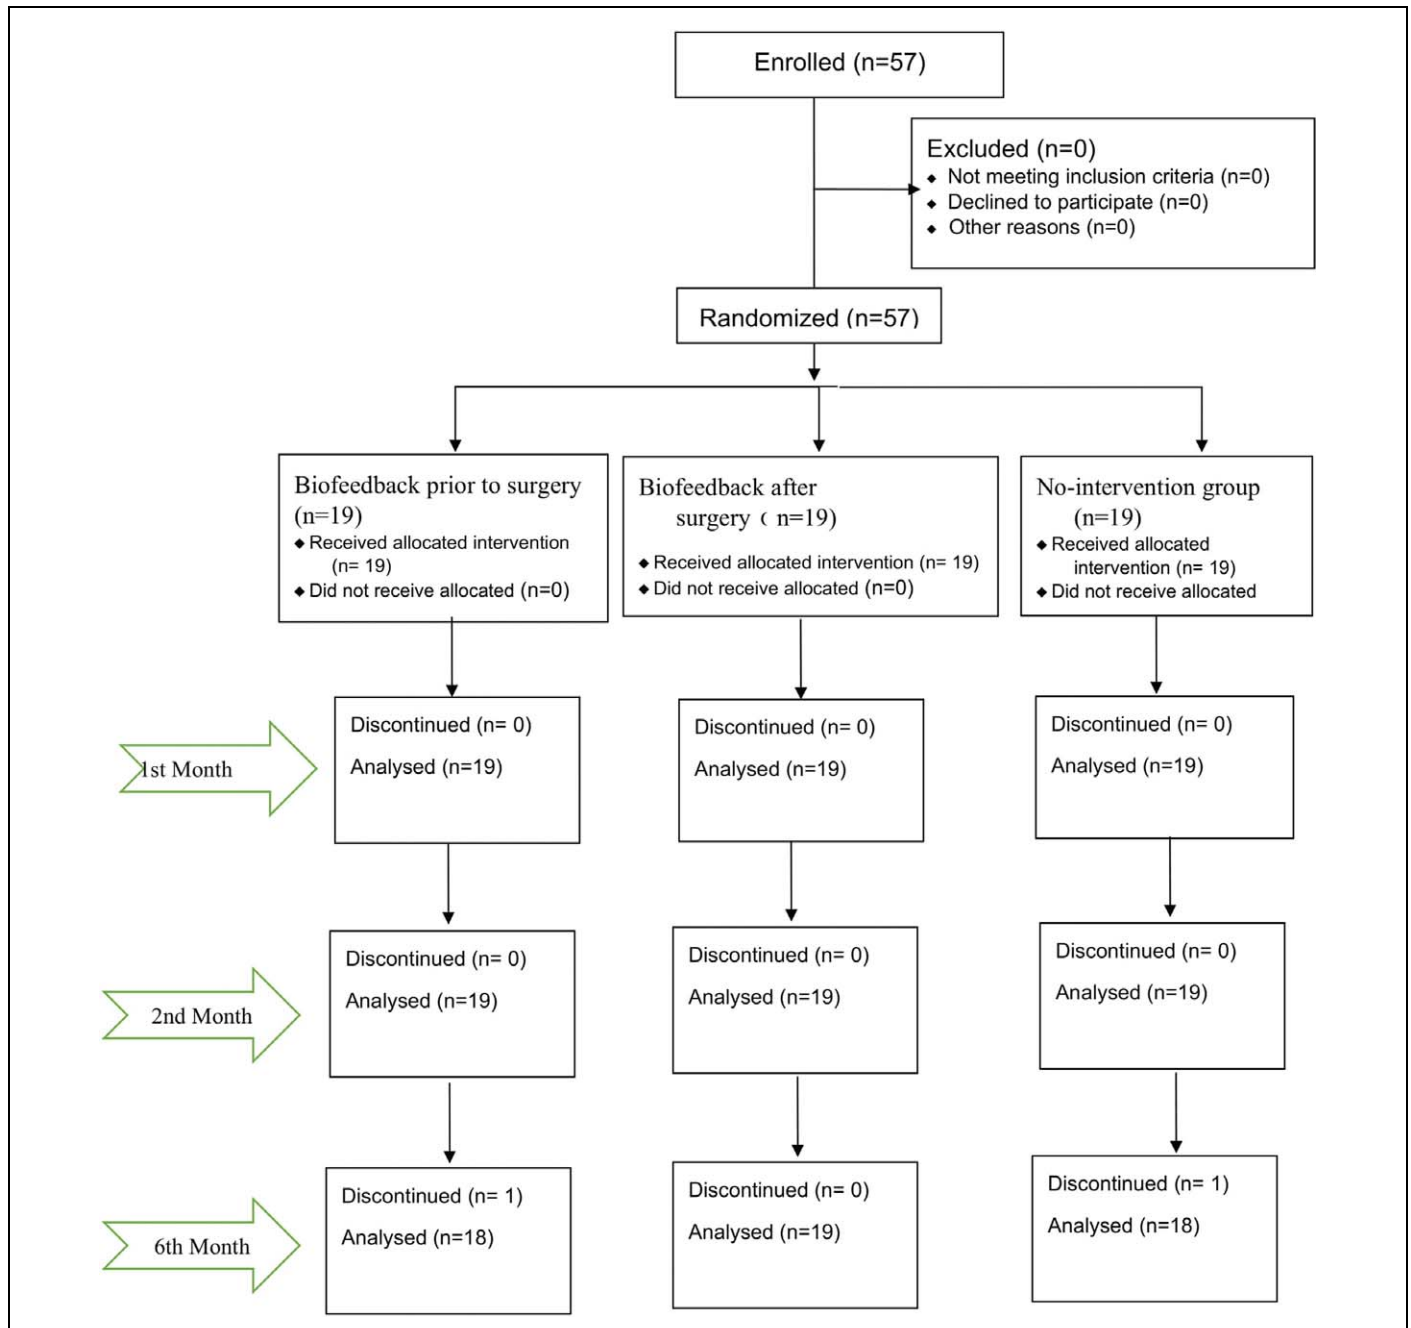 Enrolled (n=57)
Excluded (n=0)
◆ Not meeting inclusion criteria (n=0)
◆ Declined to participate (n=0)
◆ Other reasons (n=0)
Randomized (n=57)
Biofeedback prior to surgery
(n=19)
◆ Received allocated intervention
(n= 19)
◆ Did not receive allocated (n=0)
Biofeedback after
surgery ( n=19)
◆ Received allocated intervention (n= 19)
◆ Did not receive allocated (n=0)
No-intervention group
(n=19)
◆ Received allocated
intervention (n= 19)
◆ Did not receive allocated
1st Month
Discontinued (n= 0)
Analysed (n=19)
Discontinued (n= 0)
Analysed (n=19)
Discontinued (n= 0)
Analysed (n=19)
2nd Month
Discontinued (n= 0)
Analysed (n=19)
Discontinued (n= 0)
Analysed (n=19)
Discontinued (n= 0)
Analysed (n=19)
6th Month
Discontinued (n= 1)
Analysed (n=18)
Discontinued (n= 0)
Analysed (n=19)
Discontinued (n= 1)
Analysed (n=18)